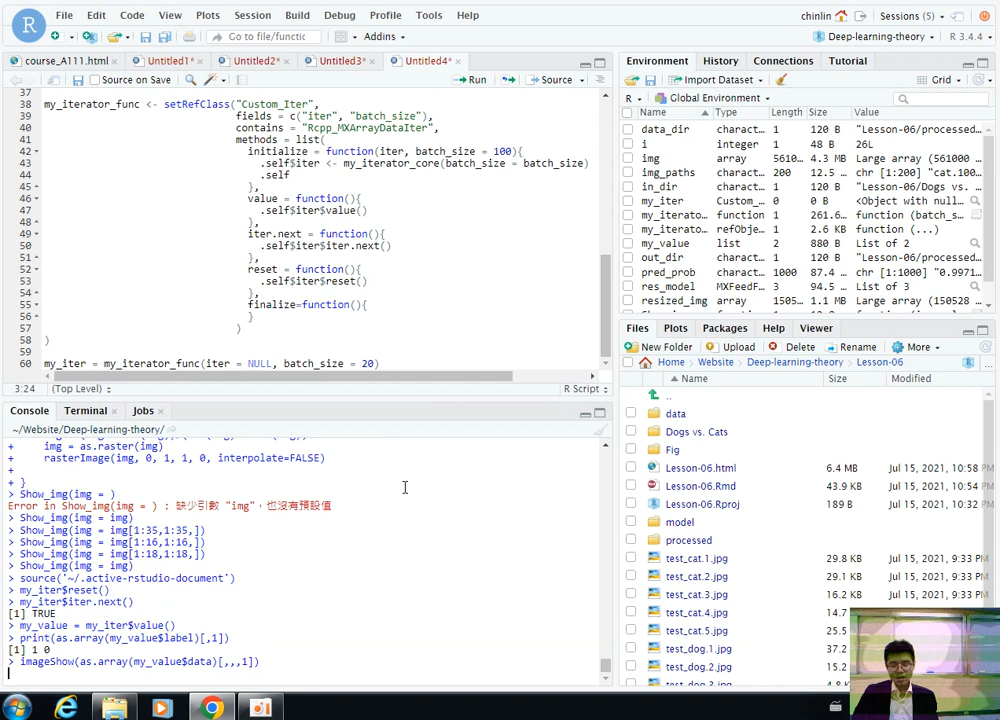 File Edit Code View Plots Session Build Debug Profile Tools Help
chinlin
Sessions (5)
Go to file/functic
Addins
Deep-learning-theory
R 3.4.4
course_A111.html
Untitled1*
Untitled2*
Untitled3*
Untitled4*
Source on Save
Run
Source
37
38 my_iterator_func <- setRefClass("Custom_Iter",
39 fields = c("iter", "batch_size"),
40 contains = "Rcpp_MXArrayDataIter",
41 methods = list(
42 initialize = function(iter, batch_size = 100){
43 .self$iter <- my_iterator_core(batch_size = batch_size)
44 .self
45 },
46 value = function(){
47 .self$iter$value()
48 },
49 iter.next = function(){
50 .self$iter$iter.next()
51 },
52 reset = function(){
53 .self$iter$reset()
54 },
55 finalize=function(){
56 }
57 )
58 )
59
60 my_iter = my_iterator_func(iter = NULL, batch_size = 20)
3:24 (Top Level) R Script
Console Terminal Jobs
~/Website/Deep-learning-theory/
+ img = as.raster(img)
+ rasterImage(img, 0, 1, 1, 0, interpolate=FALSE)
+
+ }
> Show_img(img = )
Error in Show_img(img = ) : 缺少引數 "img"，也沒有預設值
> Show_img(img = img)
> Show_img(img = img[1:35,1:35,])
> Show_img(img = img[1:16,1:16,])
> Show_img(img = img[1:18,1:18,])
> Show_img(img = img)
> source('~/.active-rstudio-document')
> my_iter$reset()
> my_iter$iter.next()
[1] TRUE
> my_value = my_iter$value()
> print(as.array(my_value$label)[,1])
[1] 1 0
> imageShow(as.array(my_value$data)[,,,1])
Environment History Connections Tutorial
Import Dataset
Grid
R Global Environment
Name Type Length Size Value
data_dir charact… 1 120 B "Lesson-06/processed…
i integer 1 48 B 26L
img array 5610… 4.3 MB Large array (561000 …
img_paths charact… 200 12.5 … chr [1:200] "cat.100…
in_dir charact… 1 120 B "Lesson-06/Dogs vs. …
my_iter Custom_… 0 0 B <Object with null…
my_iterato… function 1 261.6… function (batch_s…
my_iterato… refObje… 1 2.6 KB function (...)
my_value list 2 880 B List of 2
out_dir charact… 1 120 B "Lesson-06/processed…
pred_prob charact… 1000 87.4 … chr [1:1000] "0.9971…
res_model MXFeedF… 3 94.5 … List of 3
resized_img array 1505… 1.1 MB Large array (150528 …
Files Plots Packages Help Viewer
New Folder Upload Delete Rename More
Home Website Deep-learning-theory Lesson-06
Name Size Modified
..
data
Dogs vs. Cats
Fig
Lesson-06.html 6.4 MB Jul 15, 2021, 10:58 P
Lesson-06.Rmd 43.9 KB Jul 15, 2021, 10:54 P
Lesson-06.Rproj 189 B Jul 15, 2021, 10:32 P
model
processed
test_cat.1.jpg 29.8 KB Jul 15, 2021, 9:33 PM
test_cat.2.jpg 29.1 KB Jul 15, 2021, 9:33 PM
test_cat.3.jpg 16.2 KB Jul 15, 2021, 9:33 PM
test_cat.4.jpg 14.7
test_cat.5.jpg 25.5
test_dog.1.jpg 37.2
test_dog.2.jpg 15.1
test_dog.3.jpg